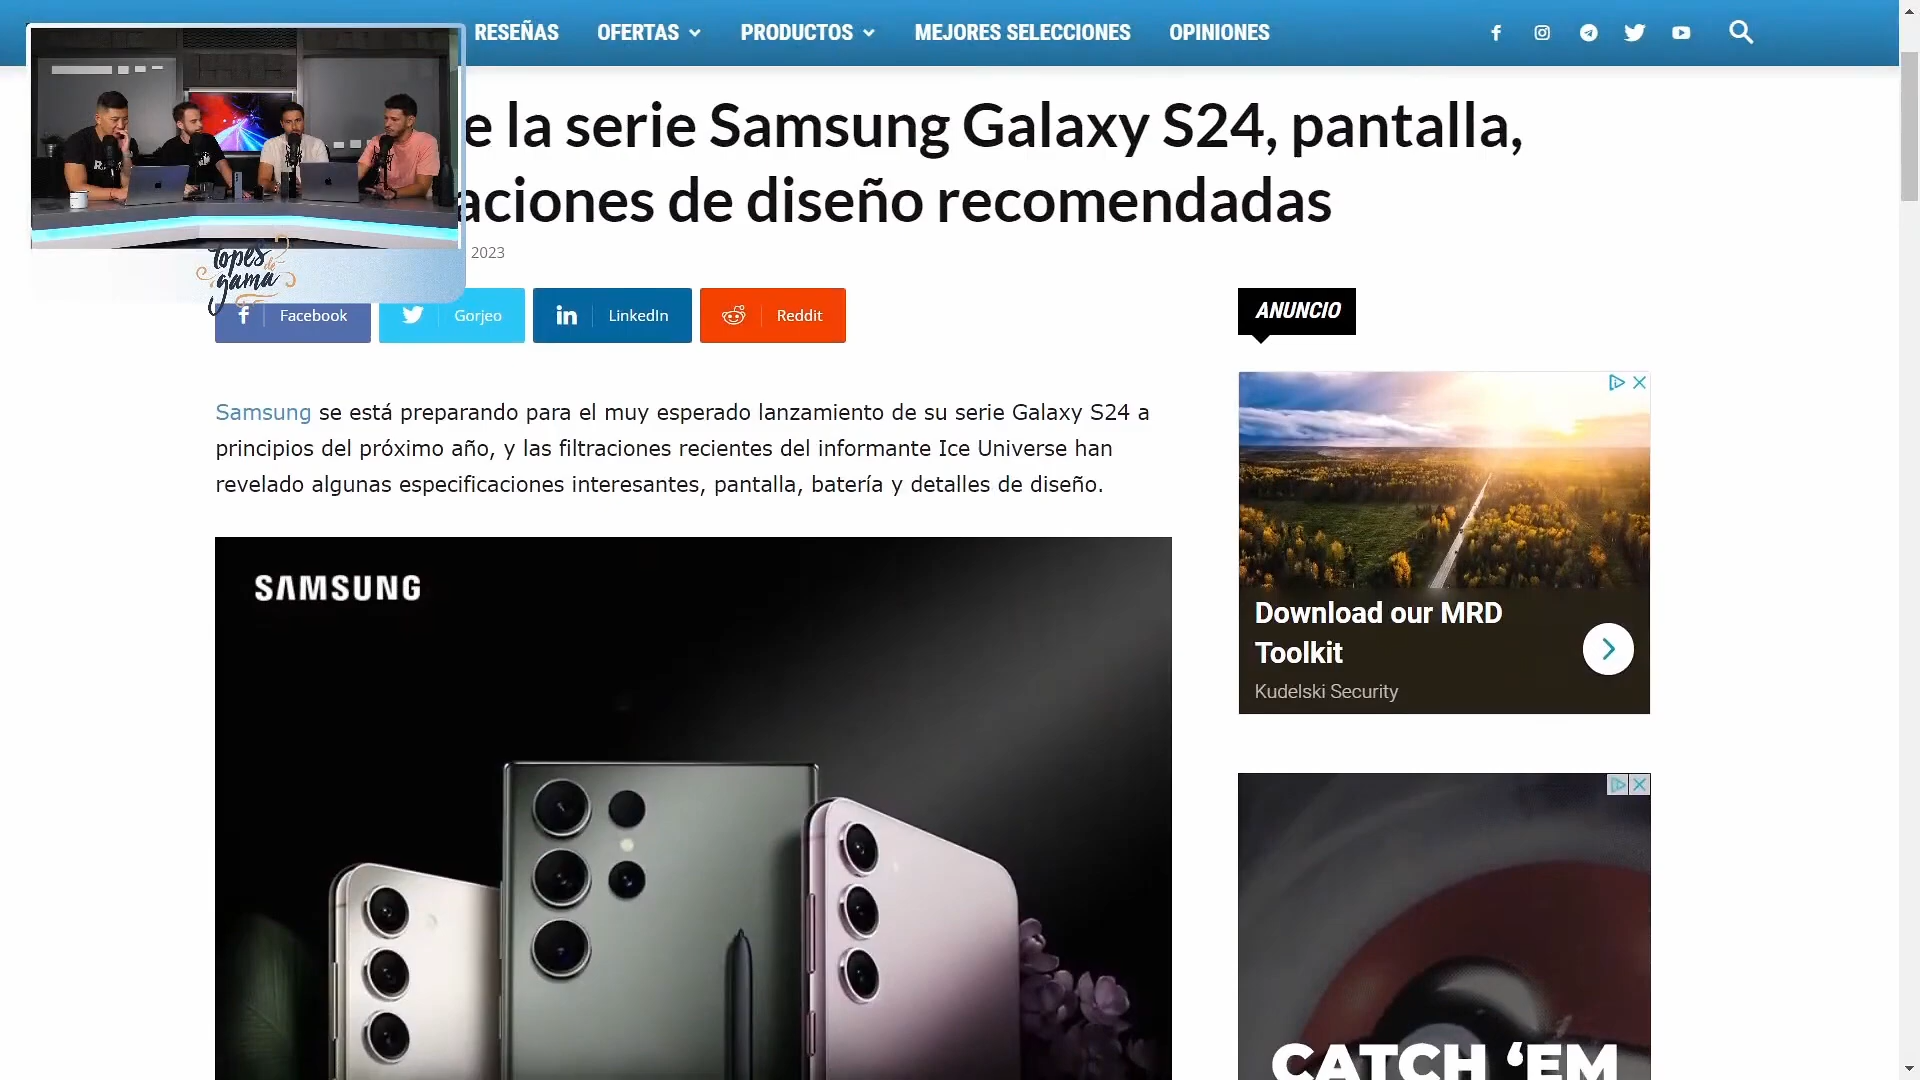 RESEÑAS
OFERTAS
PRODUCTOS
MEJORES SELECCIONES
OPINIONES
e la serie Samsung Galaxy S24, pantalla,
aciones de diseño recomendadas
2023
topes
de
gama
Facebook
Gorjeo
LinkedIn
Reddit
ANUNCIO
Samsung se está preparando para el muy esperado lanzamiento de su serie Galaxy S24 a
principios del próximo año, y las filtraciones recientes del informante Ice Universe han
revelado algunas especificaciones interesantes, pantalla, batería y detalles de diseño.
SAMSUNG
Download our MRD
Toolkit
Kudelski Security
CATCH ‘EM